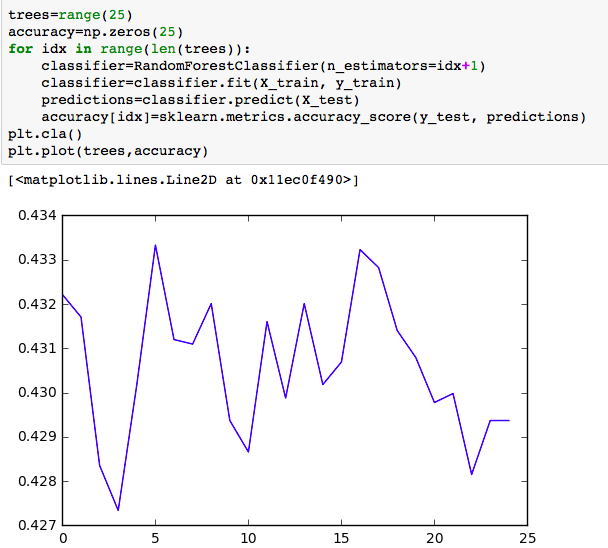 trees=range(25)
accuracy=np.zeros(25)
for idx in range(len(trees)):
    classifier=RandomForestClassifier(n_estimators=idx+1)
    classifier=classifier.fit(X_train, y_train)
    predictions=classifier.predict(X_test)
    accuracy[idx]=sklearn.metrics.accuracy_score(y_test, predictions)
plt.cla()
plt.plot(trees,accuracy)
[<matplotlib.lines.Line2D at 0x11ec0f490>]
0.434
0.433
0.432
0.431
0.430
0.429
0.428
0.427
0 5 10 15 20 25